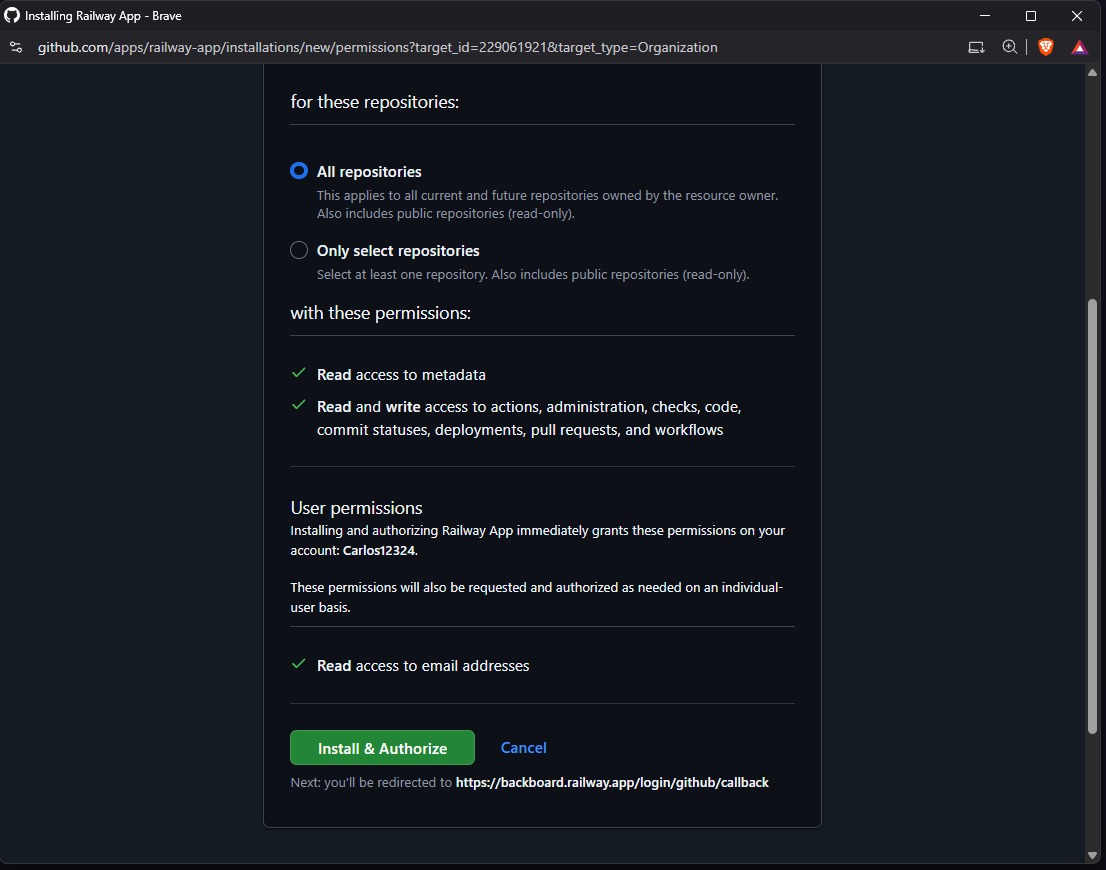 Installing Railway App - Brave
github.com/apps/railway-app/installations/new/permissions?target_id=229061921&target_type=Organization
for these repositories:
All repositories
This applies to all current and future repositories owned by the resource owner.
Also includes public repositories (read-only).
Only select repositories
Select at least one repository. Also includes public repositories (read-only).
with these permissions:
Read access to metadata
Read and write access to actions, administration, checks, code,
commit statuses, deployments, pull requests, and workflows
User permissions
Installing and authorizing Railway App immediately grants these permissions on your
account: Carlos12324.
These permissions will also be requested and authorized as needed on an individual-
user basis.
Read access to email addresses
Install & Authorize
Cancel
Next: you'll be redirected to https://backboard.railway.app/login/github/callback